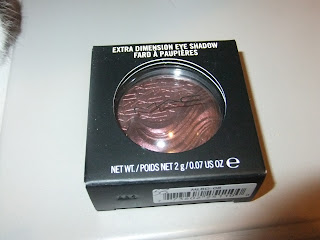 EXTRA DIMENSION EYE SHADOW
FARD À PAUPIÈRES
NET WT. / POIDS NET 2 g / 0.07 US OZ e